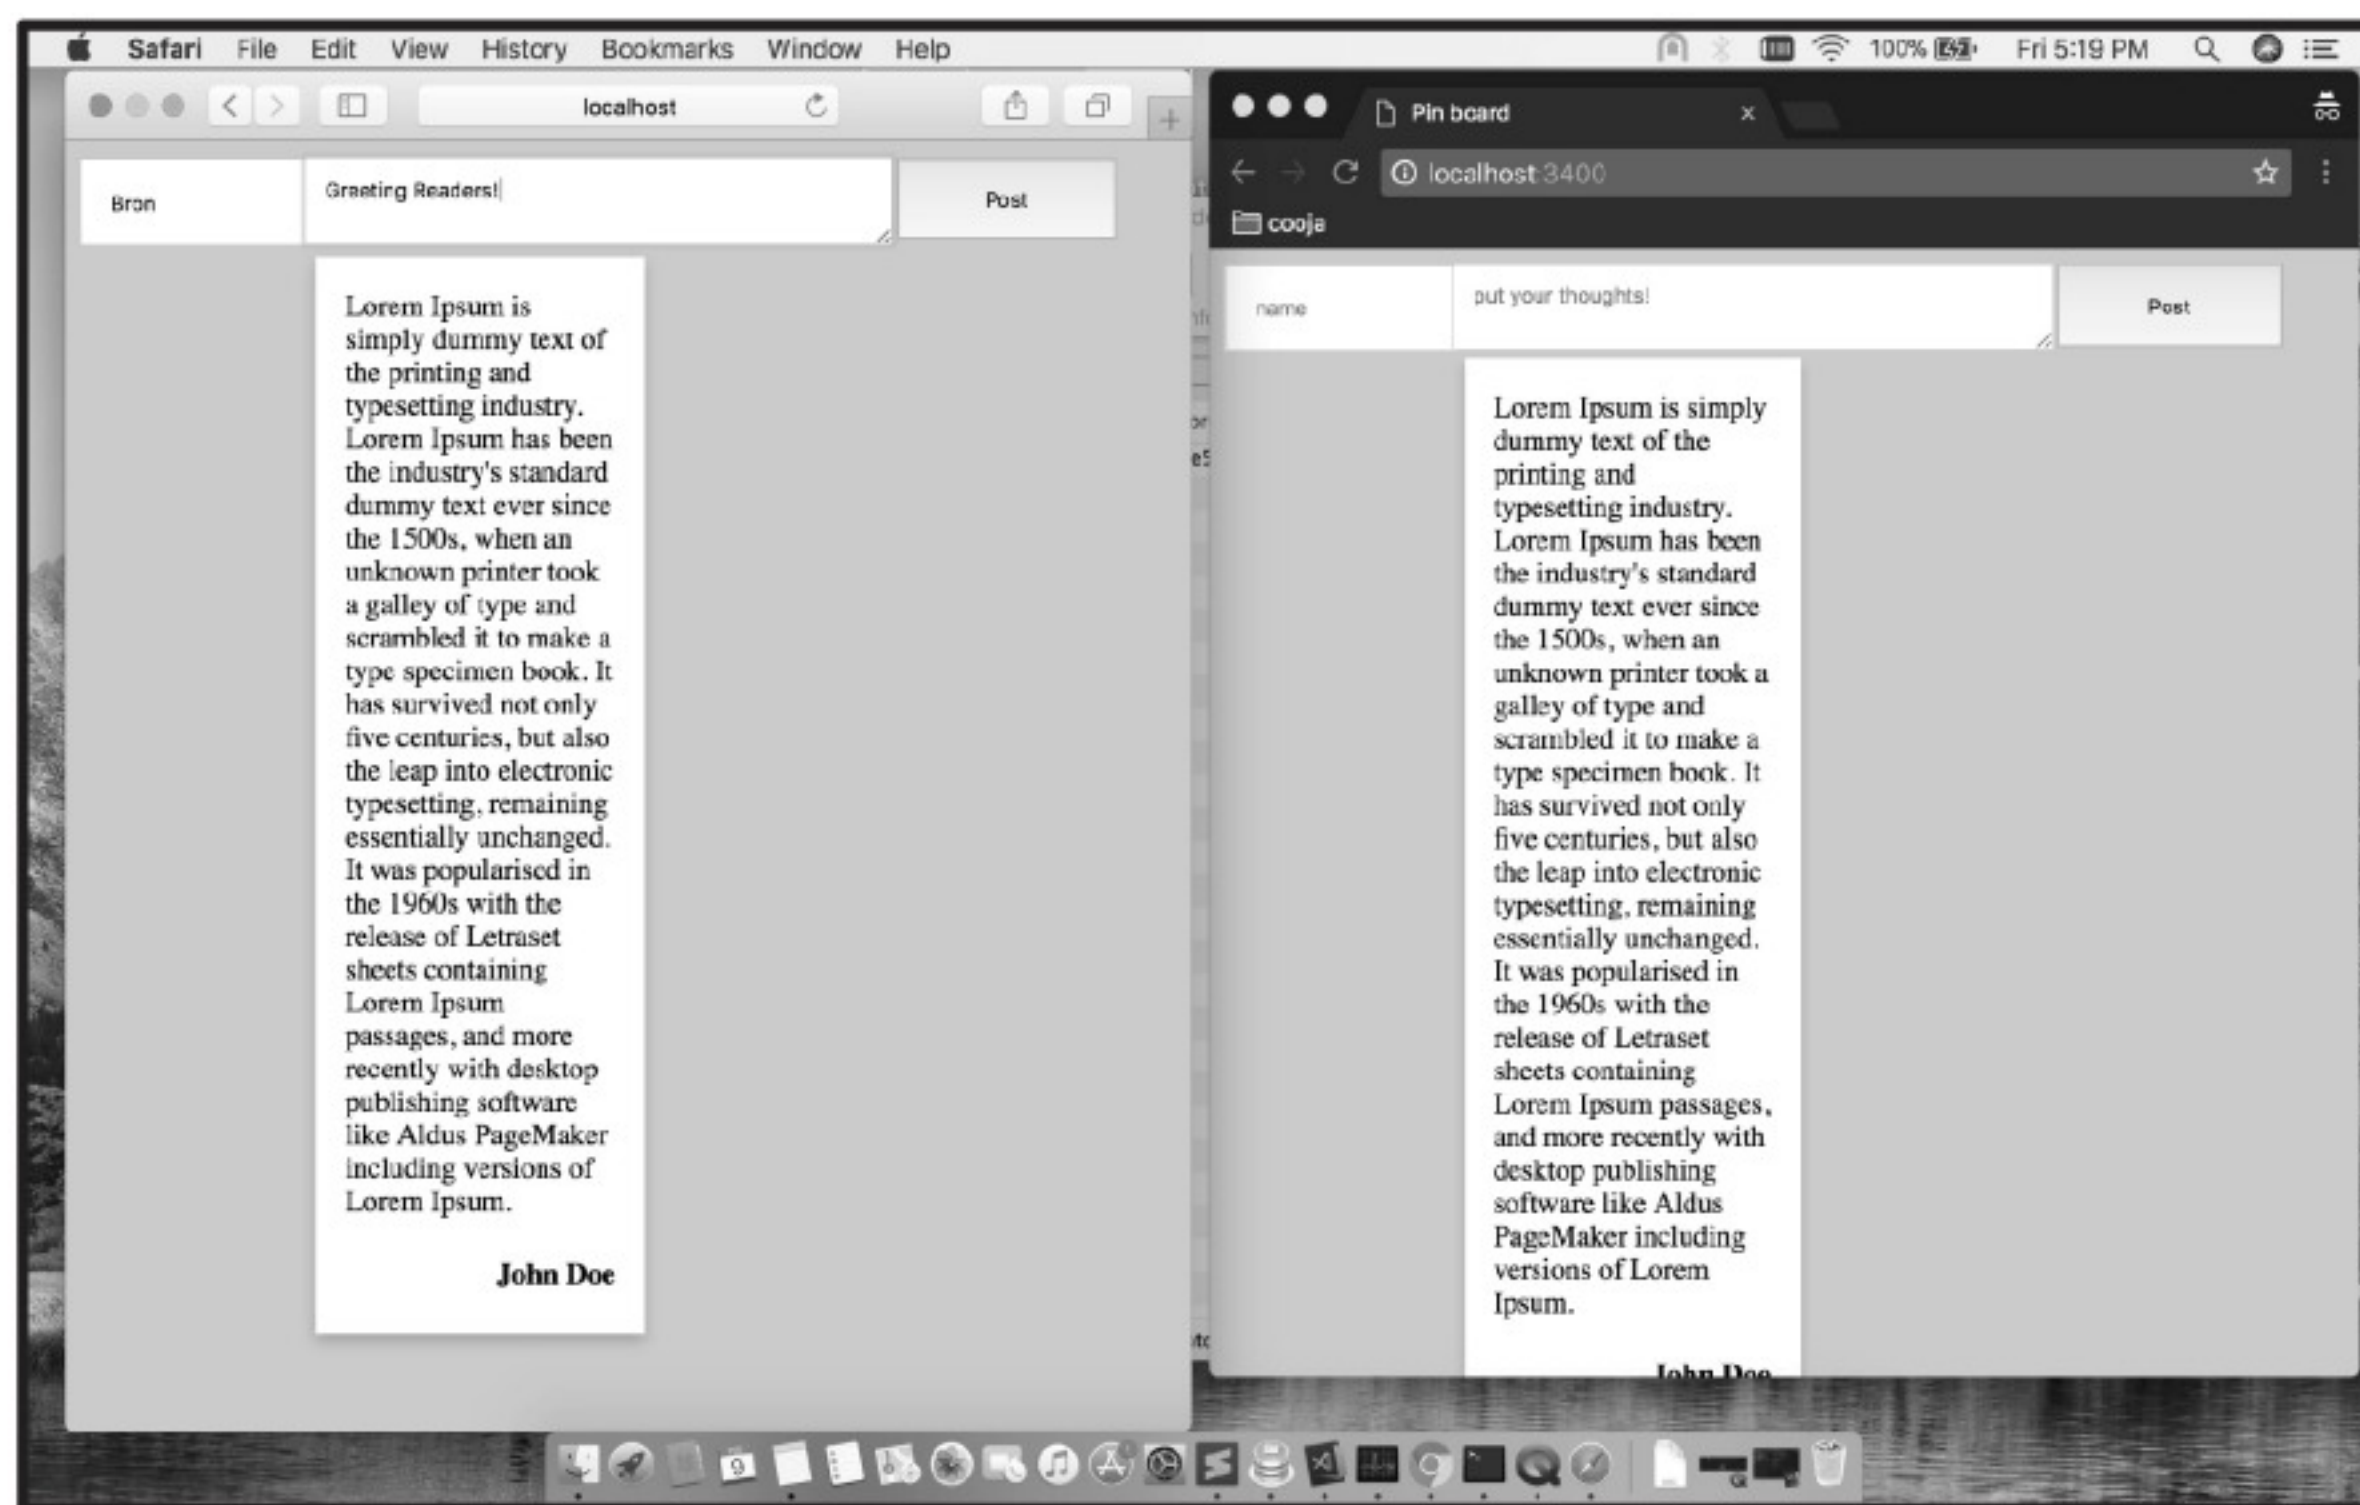 Safari File Edit View History Bookmarks Window Help
100% Fri 5:19 PM
localhost
Bron
Greeting Readers!
Post
Lorem Ipsum is
simply dummy text of
the printing and
typesetting industry.
Lorem Ipsum has been
the industry's standard
dummy text ever since
the 1500s, when an
unknown printer took
a galley of type and
scrambled it to make a
type specimen book. It
has survived not only
five centuries, but also
the leap into electronic
typesetting, remaining
essentially unchanged.
It was popularised in
the 1960s with the
release of Letraset
sheets containing
Lorem Ipsum
passages, and more
recently with desktop
publishing software
like Aldus PageMaker
including versions of
Lorem Ipsum.
John Doe
Pin board
localhost:3400
cooja
name
put your thoughts!
Post
Lorem Ipsum is simply
dummy text of the
printing and
typesetting industry.
Lorem Ipsum has been
the industry's standard
dummy text ever since
the 1500s, when an
unknown printer took a
galley of type and
scrambled it to make a
type specimen book. It
has survived not only
five centuries, but also
the leap into electronic
typesetting, remaining
essentially unchanged.
It was popularised in
the 1960s with the
release of Letraset
sheets containing
Lorem Ipsum passages,
and more recently with
desktop publishing
software like Aldus
PageMaker including
versions of Lorem
Ipsum.
John Doe
9